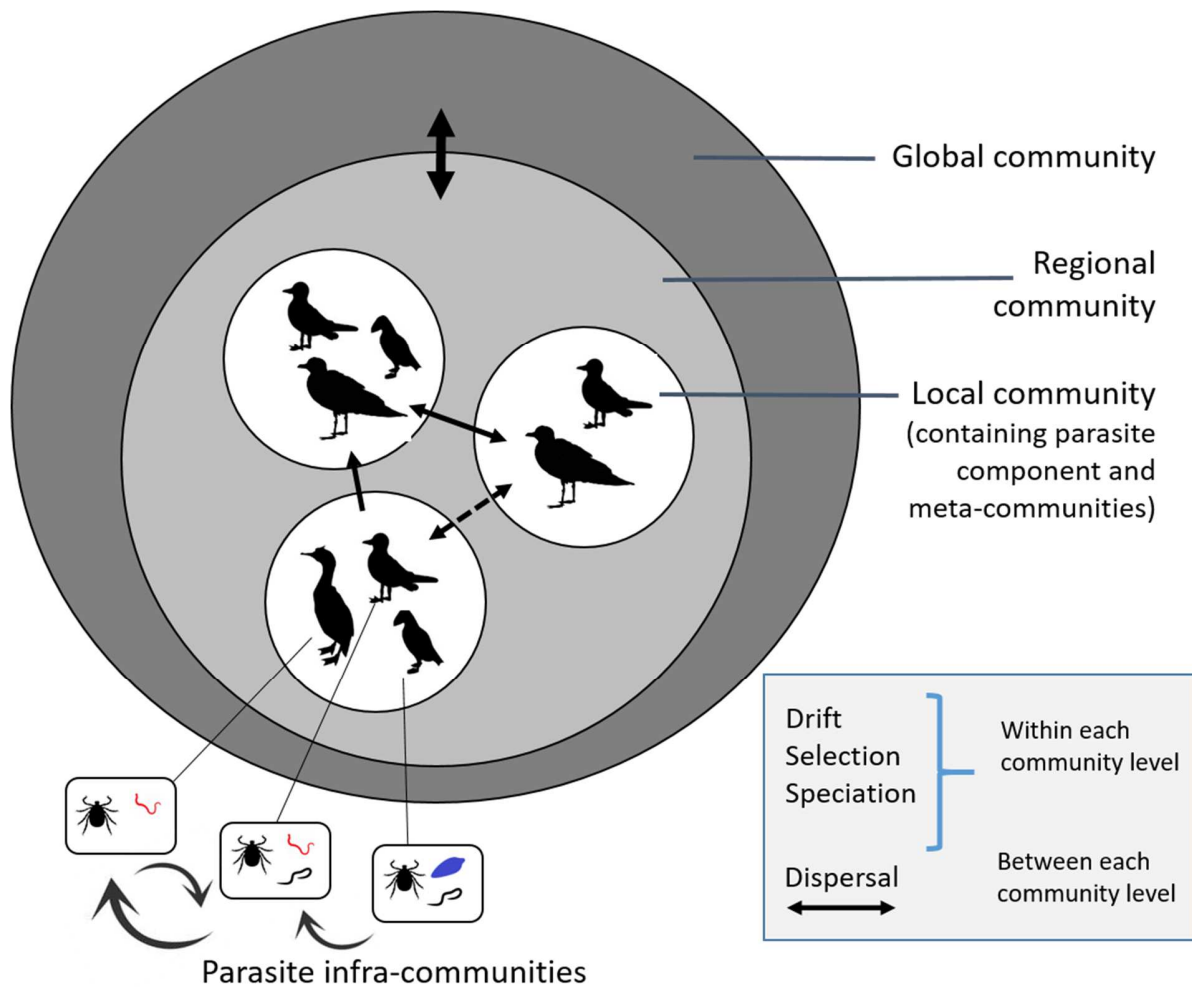 Global community
Regional
community
Local community
(containing parasite
component and
meta-communities)
Drift
Selection
Speciation
Within each
community level
Dispersal
Between each
community level
Parasite infra-communities